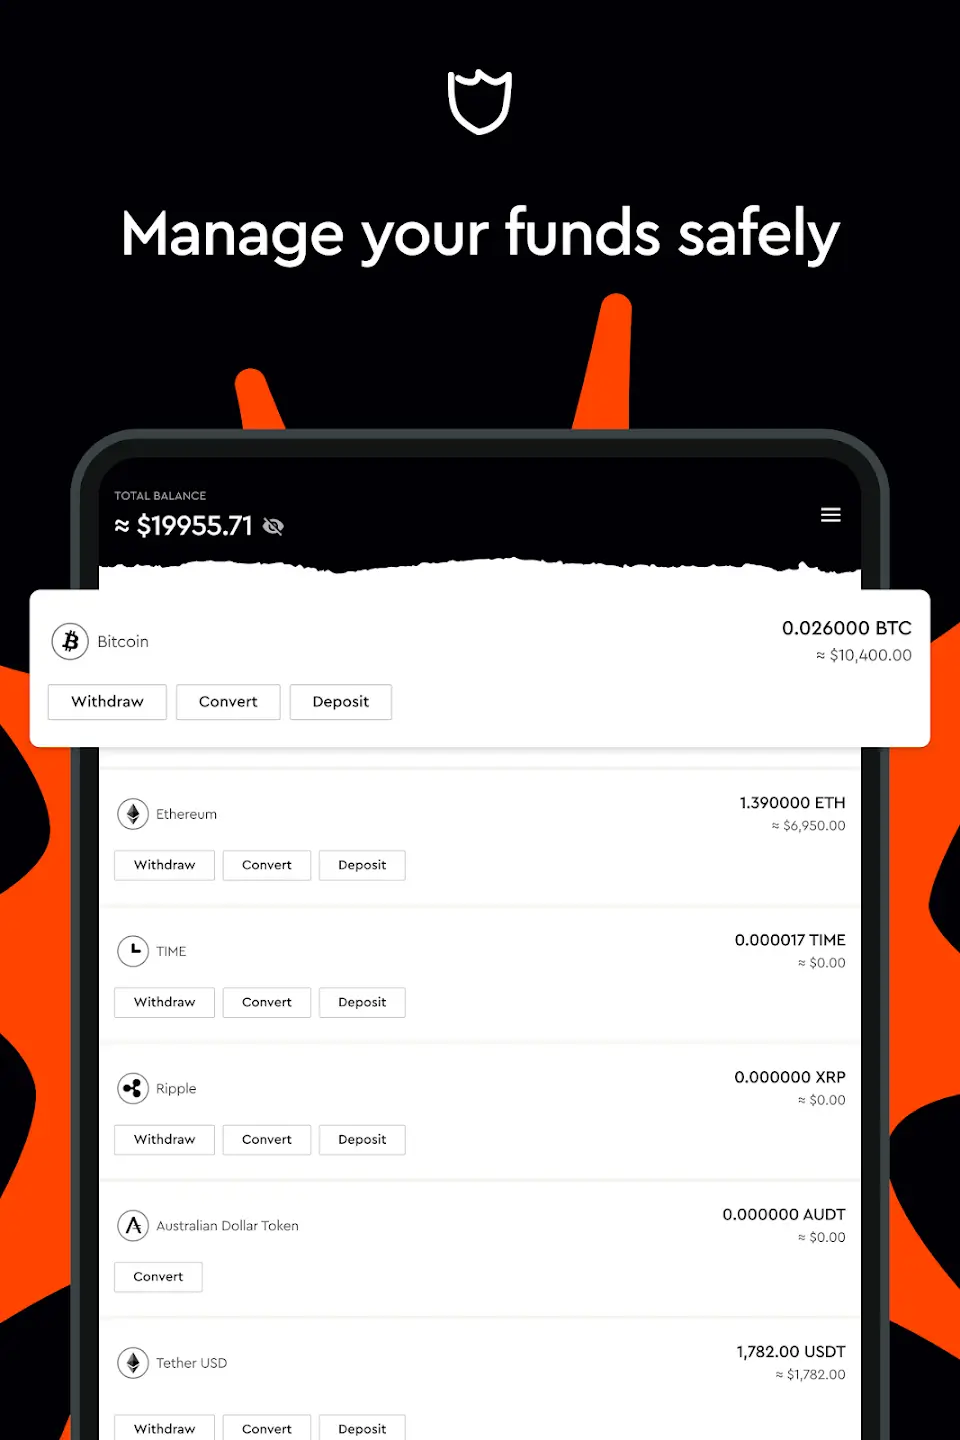 Manage your funds safely
TOTAL BALANCE
≈ $19955.71
Bitcoin
0.026000 BTC
≈ $10,400.00
Withdraw Convert Deposit
Ethereum
1.390000 ETH
≈ $6,950.00
Withdraw Convert Deposit
TIME
0.000017 TIME
≈ $0.00
Withdraw Convert Deposit
Ripple
0.000000 XRP
≈ $0.00
Withdraw Convert Deposit
Australian Dollar Token
0.000000 AUDT
≈ $0.00
Convert
Tether USD
1,782.00 USDT
≈ $1,782.00
Withdraw Convert Deposit